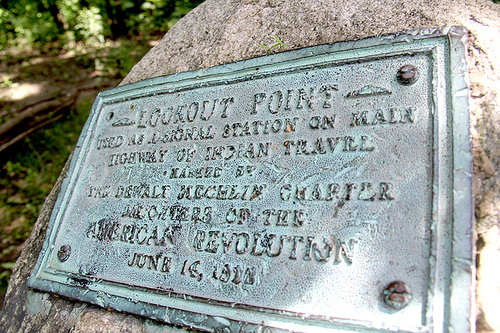 LOOKOUT POINT
USED AS A SIGNAL STATION ON MAIN
HIGHWAY OF INDIAN TRAVEL
MARKED BY
THE DEWALT MECHLIN CHAPTER
DAUGHTERS OF THE
AMERICAN REVOLUTION
JUNE 14,